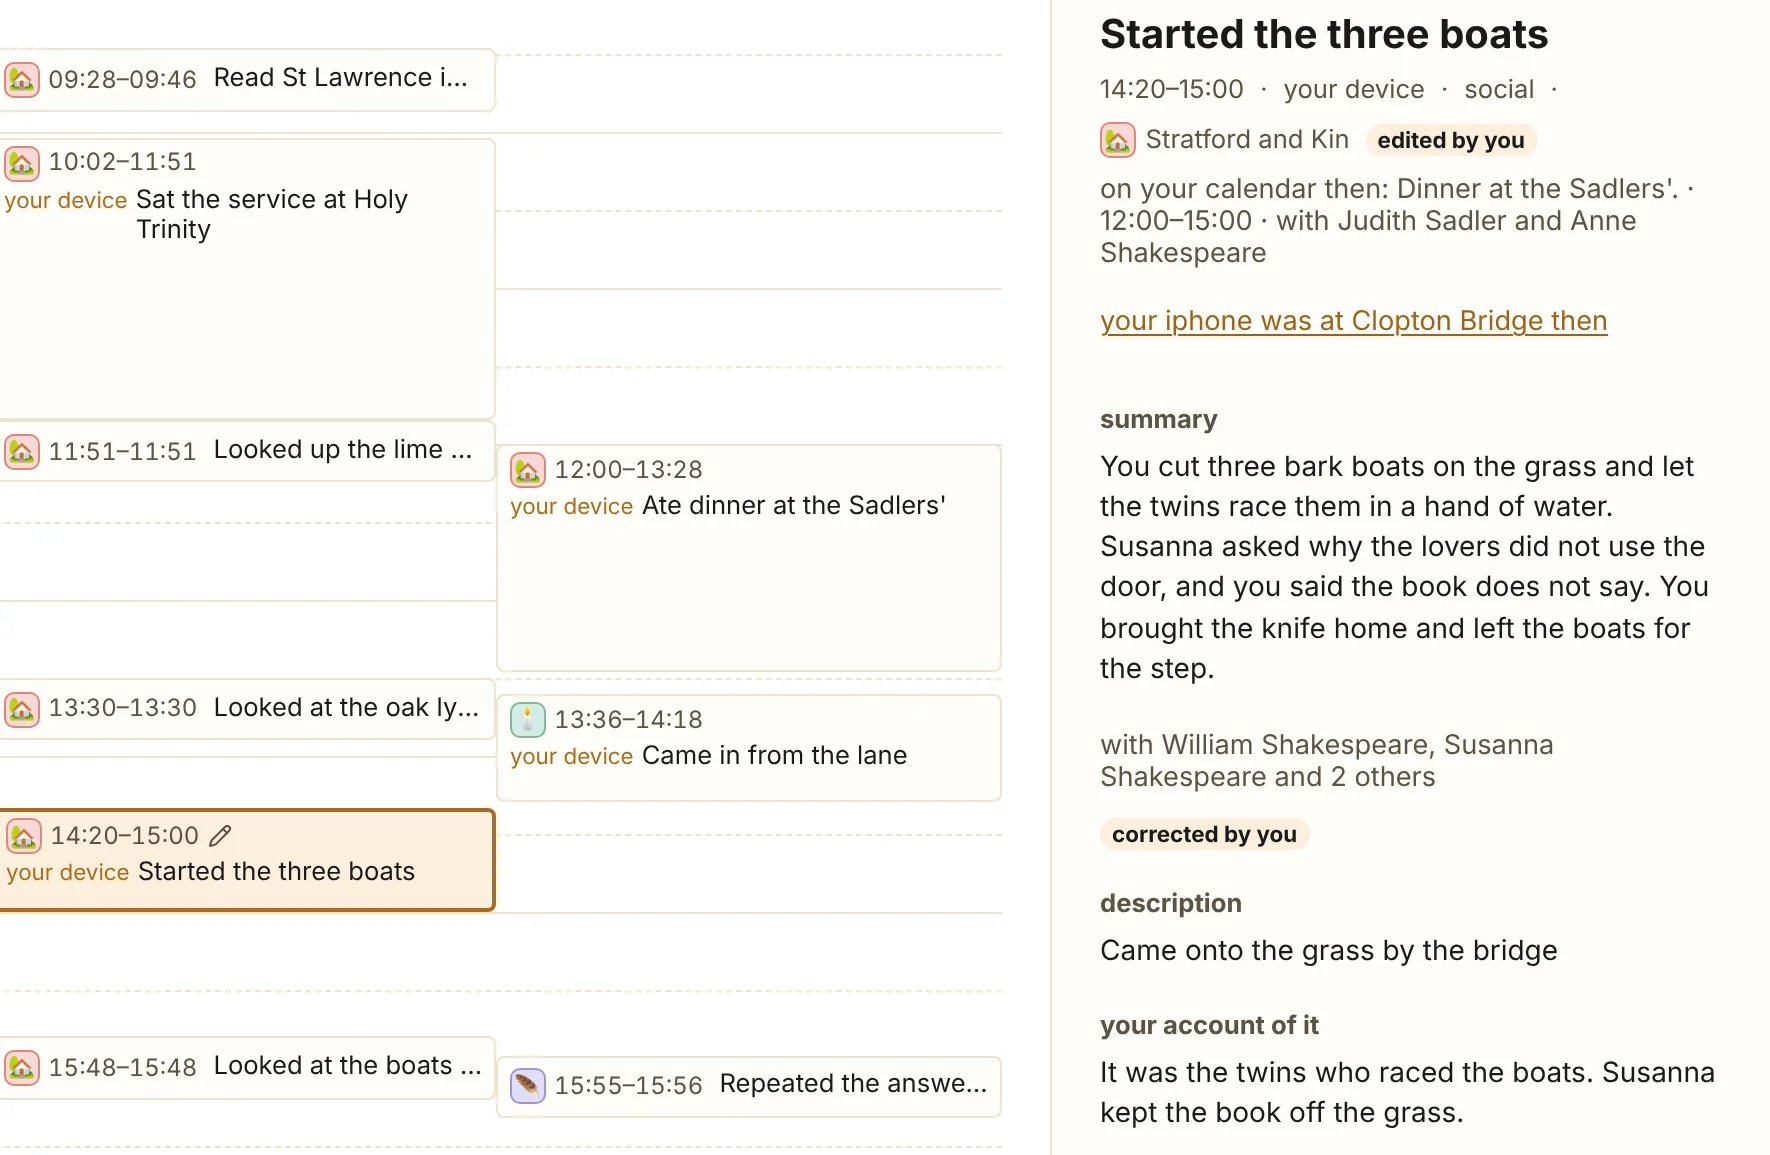 09:28–09:46 Read St Lawrence i...
10:02–11:51
your device Sat the service at Holy
Trinity
11:51–11:51 Looked up the lime ...
12:00–13:28
your device Ate dinner at the Sadlers'
13:30–13:30 Looked at the oak ly...
13:36–14:18
your device Came in from the lane
14:20–15:00
your device Started the three boats
15:48–15:48 Looked at the boats ...
15:55–15:56 Repeated the answe...
Started the three boats
14:20–15:00 · your device · social ·
Stratford and Kin edited by you
on your calendar then: Dinner at the Sadlers'. ·
12:00–15:00 · with Judith Sadler and Anne
Shakespeare
your iphone was at Clopton Bridge then
summary
You cut three bark boats on the grass and let
the twins race them in a hand of water.
Susanna asked why the lovers did not use the
door, and you said the book does not say. You
brought the knife home and left the boats for
the step.
with William Shakespeare, Susanna
Shakespeare and 2 others
corrected by you
description
Came onto the grass by the bridge
your account of it
It was the twins who raced the boats. Susanna
kept the book off the grass.